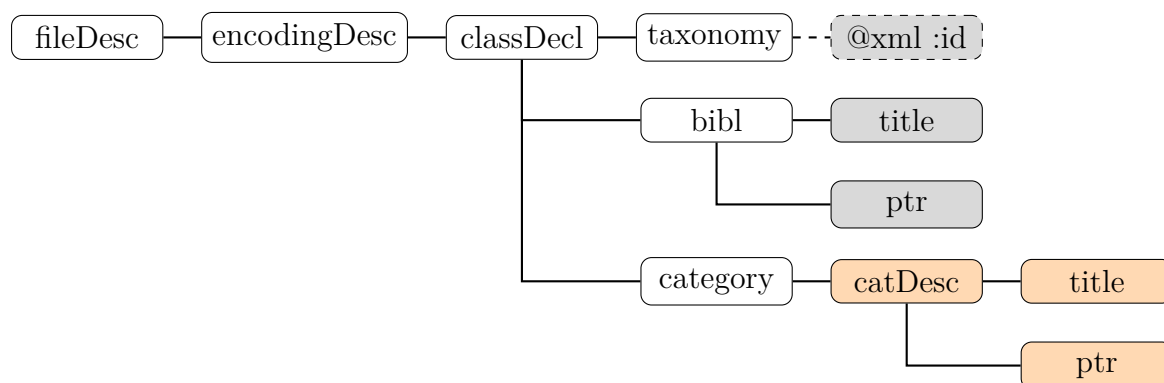 fileDesc encodingDesc classDecl taxonomy @xml :id
bibl title
ptr
category catDesc title
ptr